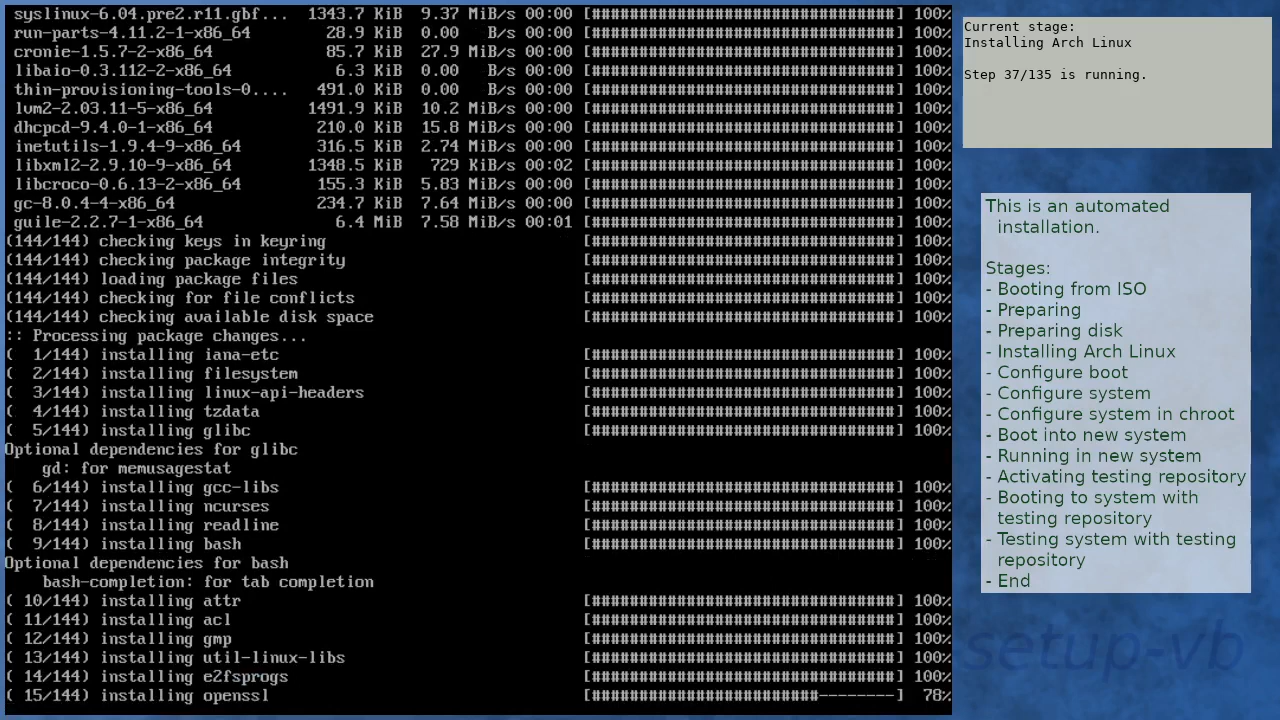 syslinux-6.04.pre2.r11.gbf... 1343.7 KiB 9.37 MiB/s 00:00 [################################] 100%
run-parts-4.11.2-1-x86_64 28.9 KiB 0.00 B/s 00:00 [################################] 100%
cronie-1.5.7-2-x86_64 85.7 KiB 27.9 MiB/s 00:00 [################################] 100%
libaio-0.3.112-2-x86_64 6.3 KiB 0.00 B/s 00:00 [################################] 100%
thin-provisioning-tools-0.... 491.0 KiB 0.00 B/s 00:00 [################################] 100%
lvm2-2.03.11-5-x86_64 1491.9 KiB 10.2 MiB/s 00:00 [################################] 100%
dhcpcd-9.4.0-1-x86_64 210.0 KiB 15.8 MiB/s 00:00 [################################] 100%
inetutils-1.9.4-9-x86_64 316.5 KiB 2.74 MiB/s 00:00 [################################] 100%
libxml2-2.9.10-9-x86_64 1348.5 KiB 729 KiB/s 00:02 [################################] 100%
libcroco-0.6.13-2-x86_64 155.3 KiB 5.83 MiB/s 00:00 [################################] 100%
gc-8.0.4-4-x86_64 234.7 KiB 7.64 MiB/s 00:00 [################################] 100%
guile-2.2.7-1-x86_64 6.4 MiB 7.58 MiB/s 00:01 [################################] 100%
(144/144) checking keys in keyring [################################] 100%
(144/144) checking package integrity [################################] 100%
(144/144) loading package files [################################] 100%
(144/144) checking for file conflicts [################################] 100%
(144/144) checking available disk space [################################] 100%
:: Processing package changes...
( 1/144) installing iana-etc [################################] 100%
( 2/144) installing filesystem [################################] 100%
( 3/144) installing linux-api-headers [################################] 100%
( 4/144) installing tzdata [################################] 100%
( 5/144) installing glibc [################################] 100%
Optional dependencies for glibc
gd: for memusagestat
( 6/144) installing gcc-libs [################################] 100%
( 7/144) installing ncurses [################################] 100%
( 8/144) installing readline [################################] 100%
( 9/144) installing bash [################################] 100%
Optional dependencies for bash
bash-completion: for tab completion
( 10/144) installing attr [################################] 100%
( 11/144) installing acl [################################] 100%
( 12/144) installing gmp [################################] 100%
( 13/144) installing util-linux-libs [################################] 100%
( 14/144) installing e2fsprogs [################################] 100%
( 15/144) installing openssl [########################--------] 78%
Current stage:
Installing Arch Linux
Step 37/135 is running.
This is an automated
installation.
Stages:
- Booting from ISO
- Preparing
- Preparing disk
- Installing Arch Linux
- Configure boot
- Configure system
- Configure system in chroot
- Boot into new system
- Running in new system
- Activating testing repository
- Booting to system with
testing repository
- Testing system with testing
repository
- End
setup-vb